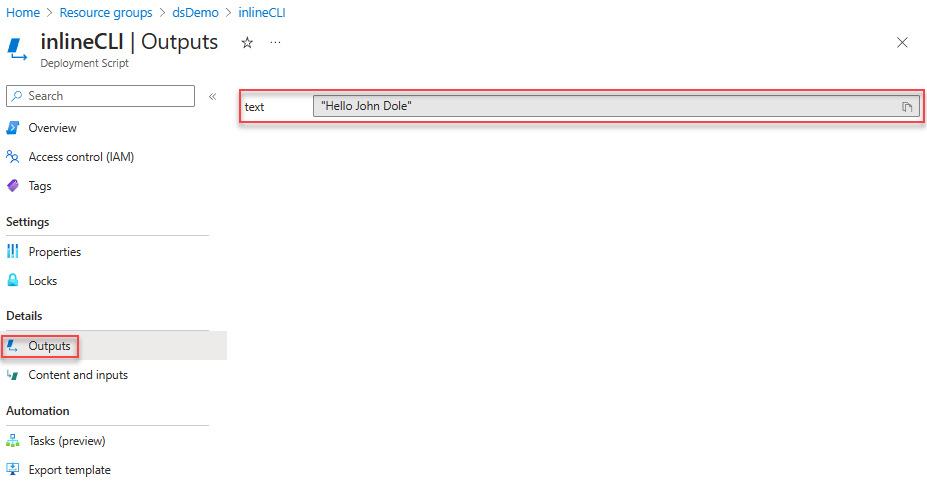 Home > Resource groups > dsDemo > inlineCLI
inlineCLI | Outputs
Deployment Script
Search
Overview
Access control (IAM)
Tags
Settings
Properties
Locks
Details
Outputs
Content and inputs
Automation
Tasks (preview)
Export template
text
"Hello John Dole"